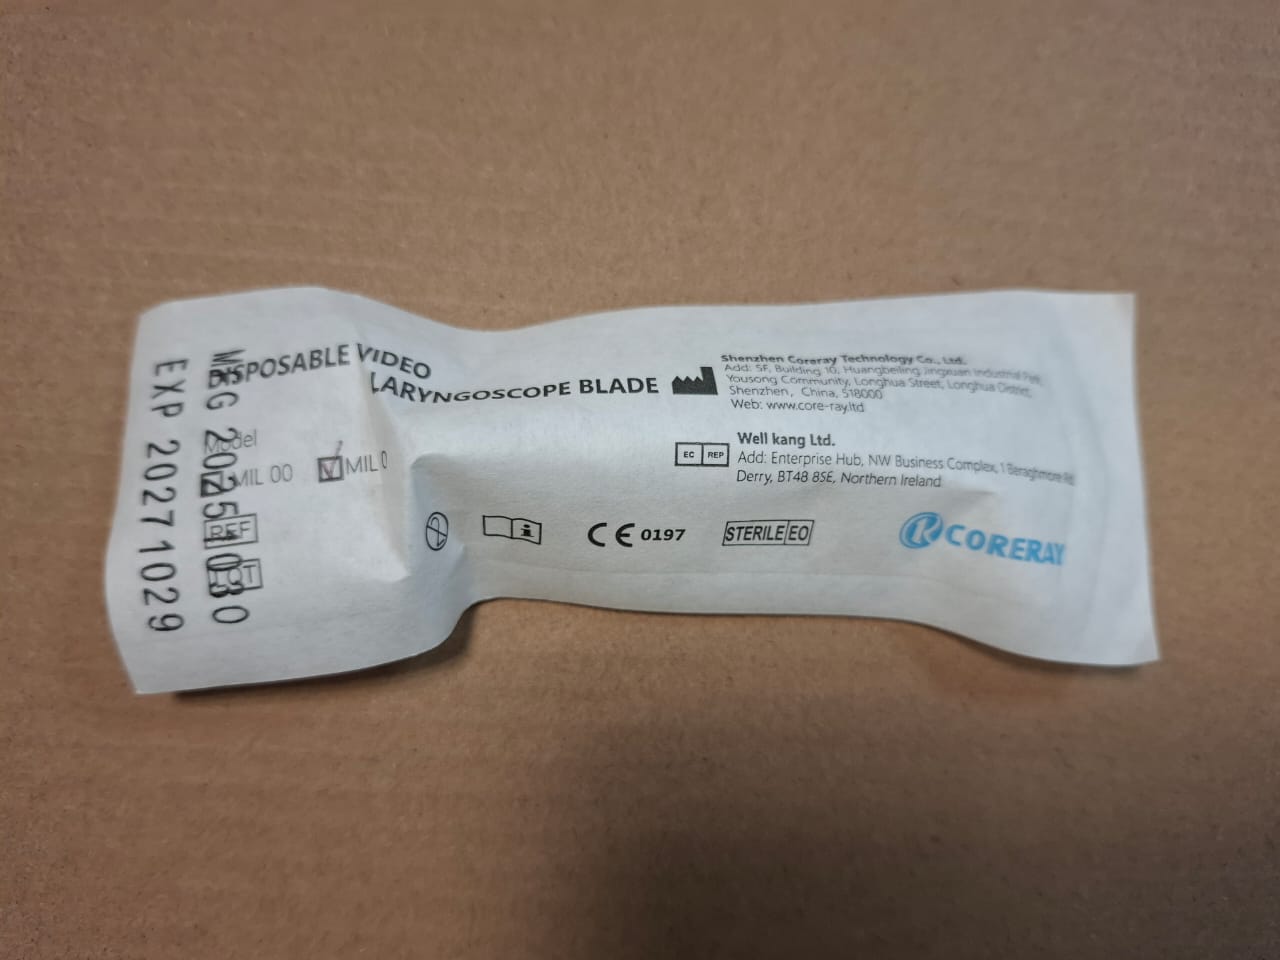 DISPOSABLE VIDEO
LARYNGOSCOPE BLADE
Model
MIL 00 MIL 0
REF
LOT
MFG 20250830
EXP 20271029
Shenzhen Coreray Technology Co., Ltd.
Add: 5F, Building 10, Huangbeiling Jingxuan Industrial Park,
Yousong Community, Longhua Street, Longhua District,
Shenzhen, China, 518000
Web: www.core-ray.ltd
EC REP
Well kang Ltd.
Add: Enterprise Hub, NW Business Complex, 1 Beraghmore Rd
Derry, BT48 8SE, Northern Ireland
2
i
CE 0197
STERILE EO
CORERAY